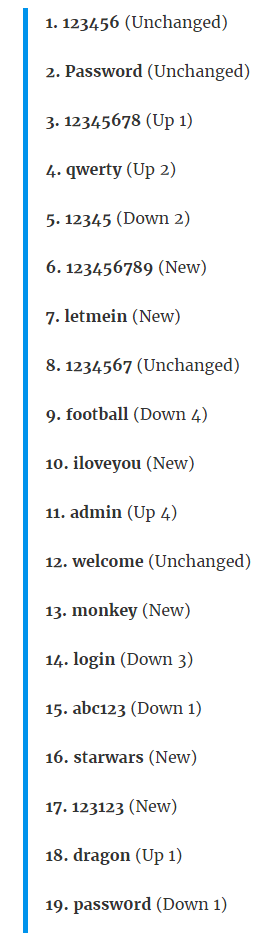 1. 123456 (Unchanged)
2. Password (Unchanged)
3. 12345678 (Up 1)
4. qwerty (Up 2)
5. 12345 (Down 2)
6. 123456789 (New)
7. letmein (New)
8. 1234567 (Unchanged)
9. football (Down 4)
10. iloveyou (New)
11. admin (Up 4)
12. welcome (Unchanged)
13. monkey (New)
14. login (Down 3)
15. abc123 (Down 1)
16. starwars (New)
17. 123123 (New)
18. dragon (Up 1)
19. passw0rd (Down 1)